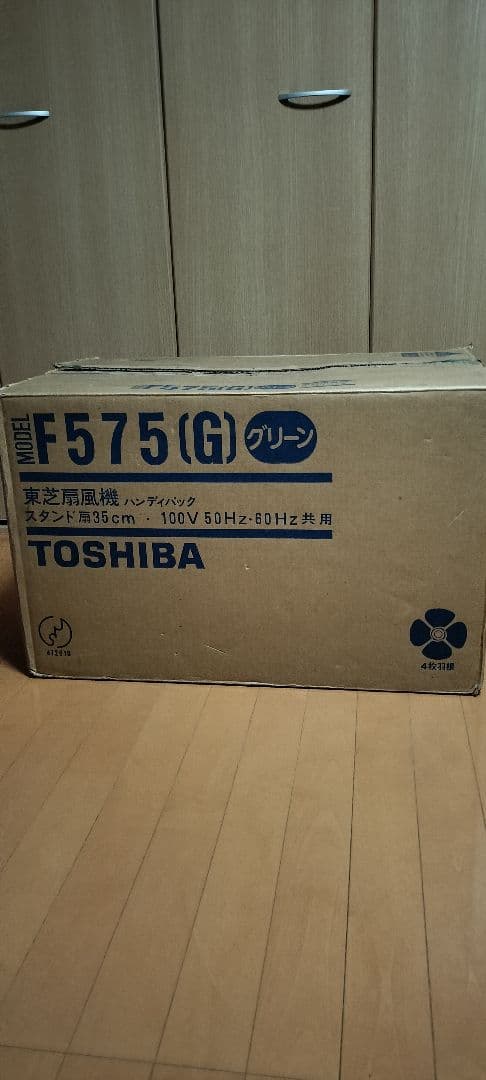 MODEL F575(G) グリーン
東芝扇風機 ハンディパック
スタンド扇35cm・100V 50Hz・60Hz共用
TOSHIBA
4枚羽根